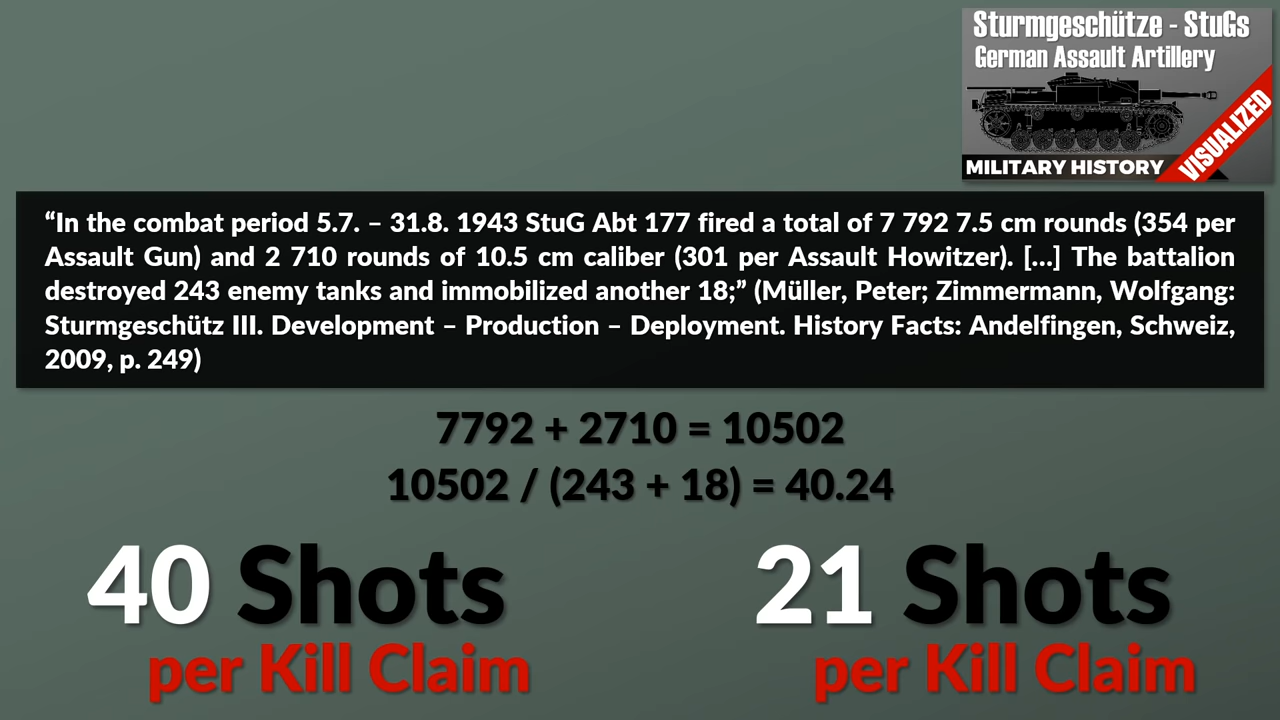 Sturmgeschütze - StuGs
German Assault Artillery
VISUALIZED
MILITARY HISTORY
“In the combat period 5.7. – 31.8. 1943 StuG Abt 177 fired a total of 7 792 7.5 cm rounds (354 per
Assault Gun) and 2 710 rounds of 10.5 cm caliber (301 per Assault Howitzer). [...] The battalion
destroyed 243 enemy tanks and immobilized another 18;” (Müller, Peter; Zimmermann, Wolfgang:
Sturmgeschütz III. Development – Production – Deployment. History Facts: Andelfingen, Schweiz,
2009, p. 249)
7792 + 2710 = 10502
10502 / (243 + 18) = 40.24
40 Shots
per Kill Claim
21 Shots
per Kill Claim